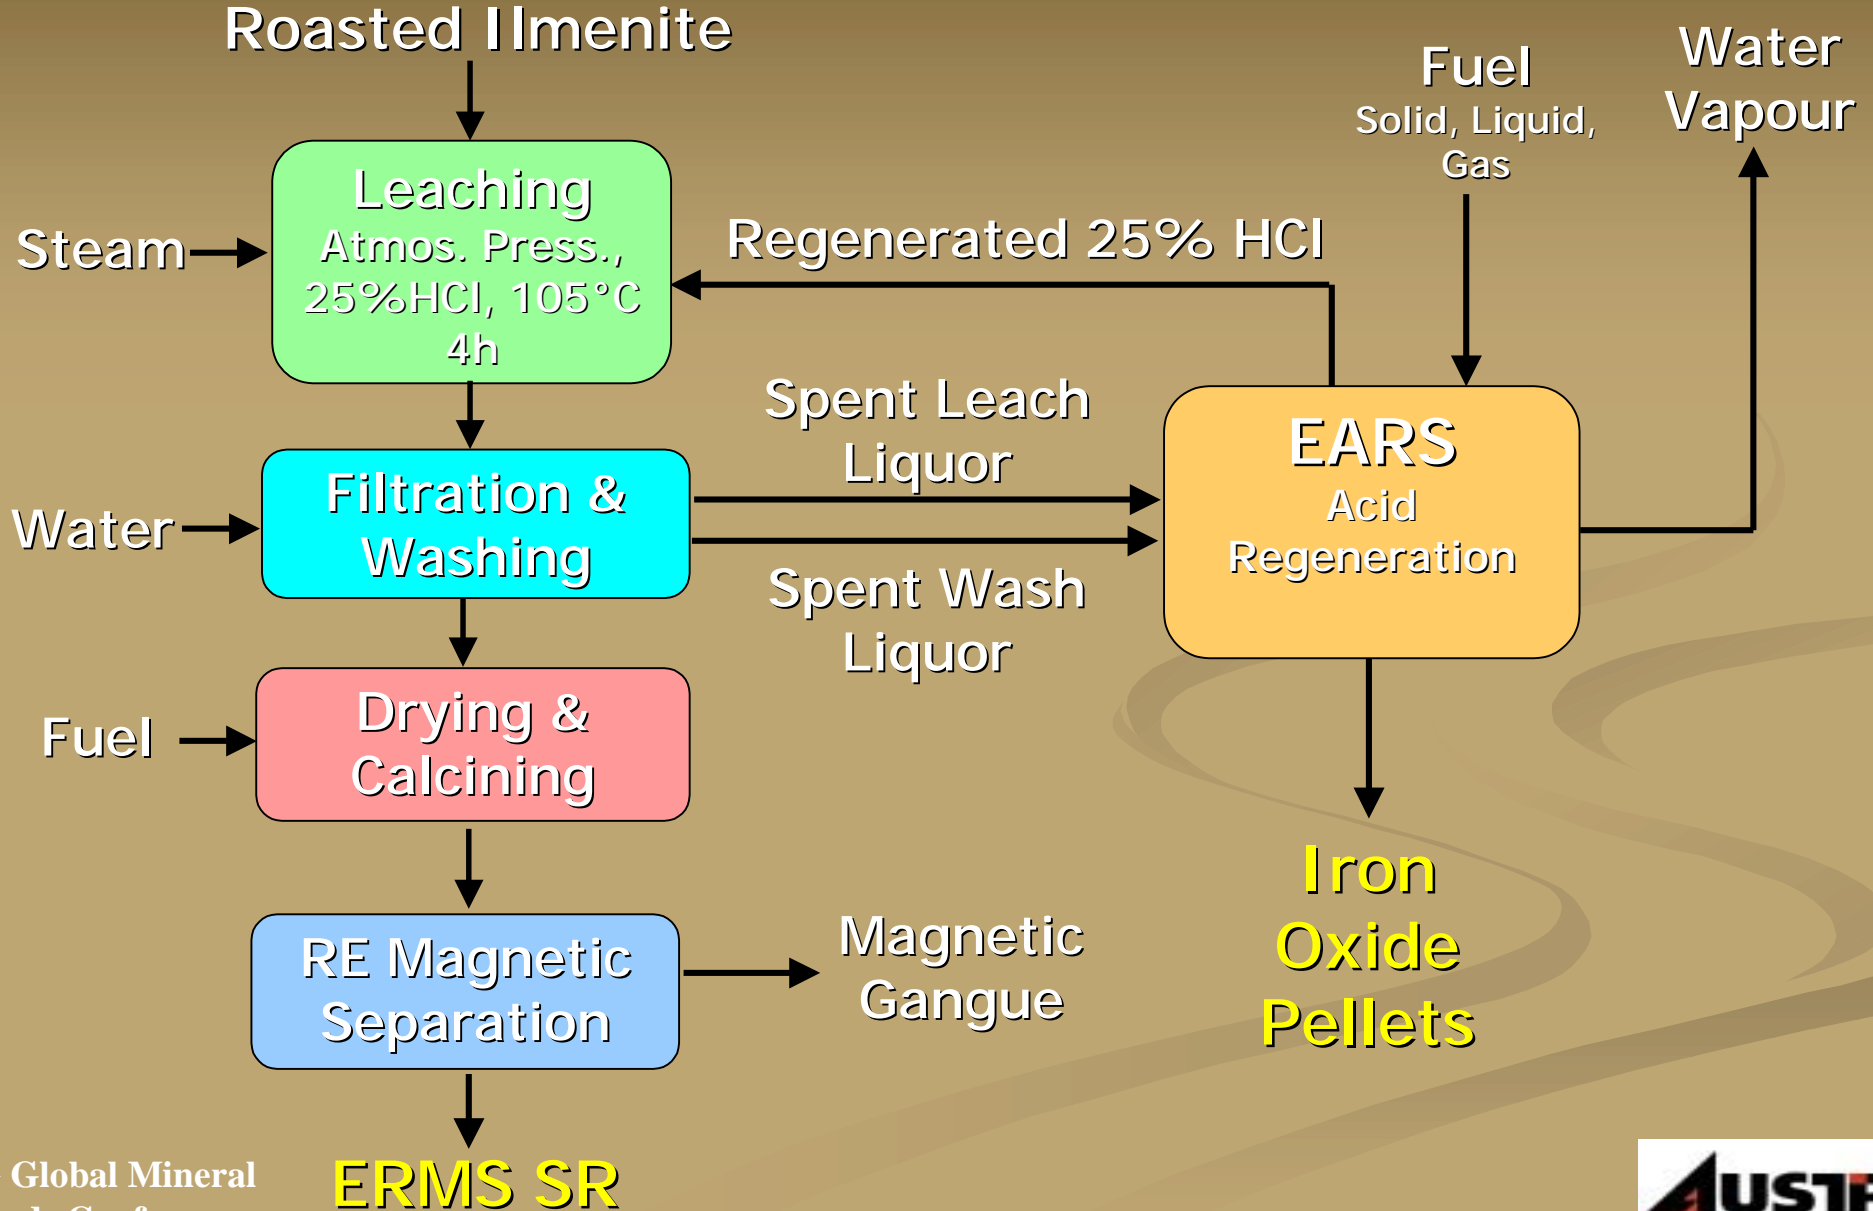 Roasted Ilmenite
Leaching
Atmos. Press.,
25%HCl, 105°C
4h
Steam
Regenerated 25% HCl
Fuel
Solid, Liquid,
Gas
Water
Vapour
Spent Leach
Liquor
Filtration &
Washing
Water
Spent Wash
Liquor
EARS
Acid
Regeneration
Drying &
Calcining
Fuel
RE Magnetic
Separation
Magnetic
Gangue
Iron
Oxide
Pellets
ERMS SR
Global Mineral